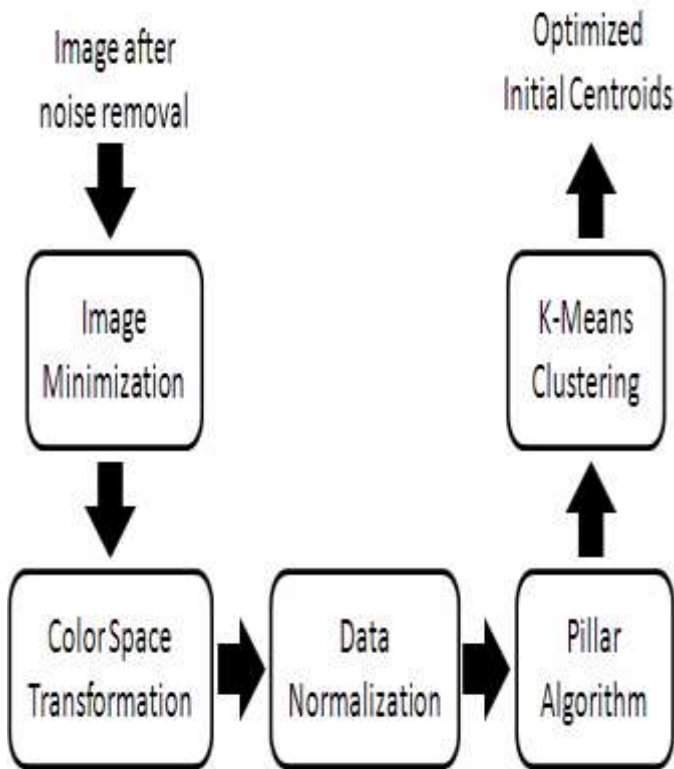 Image after
noise removal
Image
Minimization
Color Space
Transformation
Data
Normalization
Pillar
Algorithm
K-Means
Clustering
Optimized
Initial Centroids